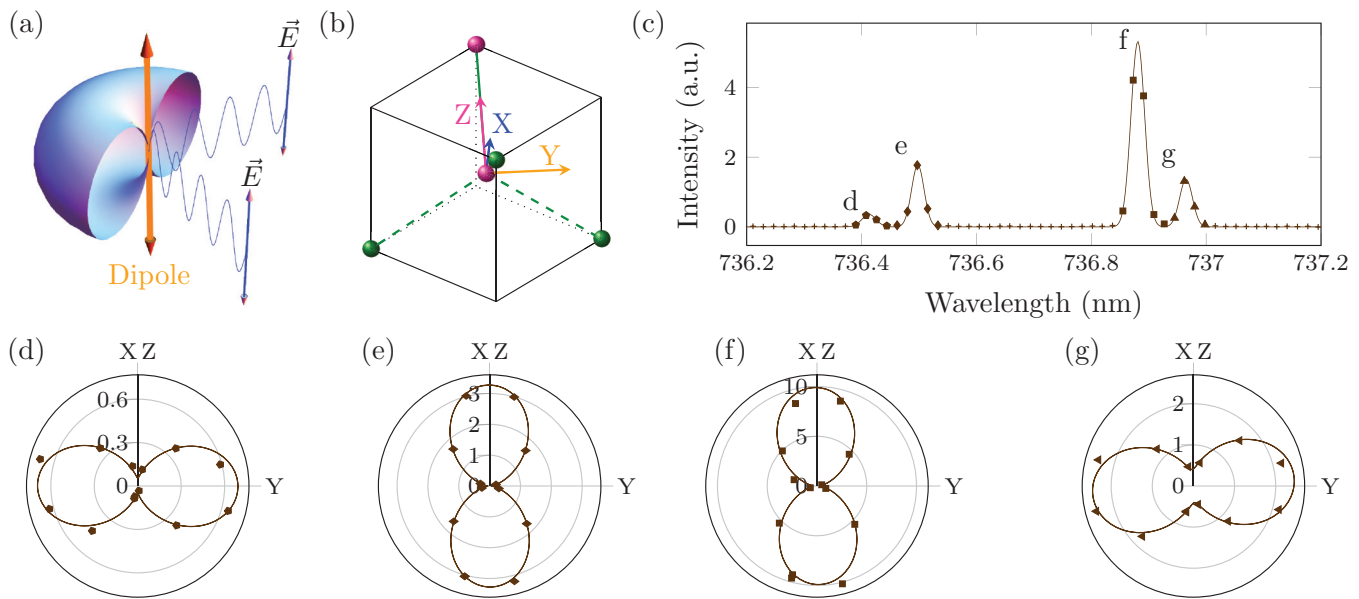 (a)
E⃗
E⃗
Dipole
(b)
Z
X
Y
(c)
Intensity (a.u.)
4
2
0
d
e
f
g
736.2
736.4
736.6
736.8
737
737.2
Wavelength (nm)
(d)
X Z
0.6
0.3
0
Y
(e)
X Z
3
2
1
0
Y
(f)
X Z
10
5
0
Y
(g)
X Z
2
1
0
Y